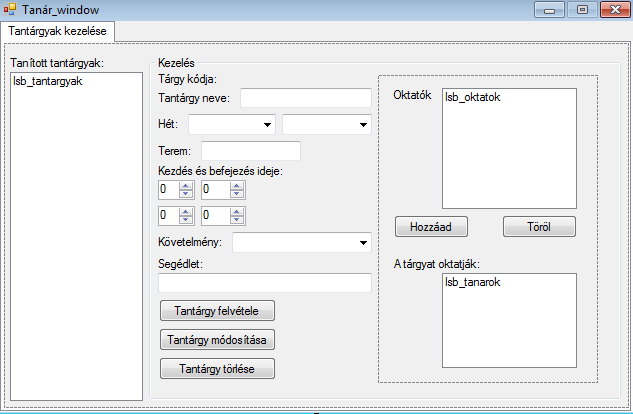 Tanár_window
Tantárgyak kezelése
Tanított tantárgyak:
lsb_tantargyak
Kezelés
Tárgy kódja:
Tantárgy neve:
Hét:
Terem:
Kezdés és befejezés ideje:
0 0
0 0
Követelmény:
Segédlet:
Tantárgy felvétele
Tantárgy módosítása
Tantárgy törlése
Oktatók
lsb_oktatok
Hozzáad Töröl
A tárgyat oktatják:
lsb_tanarok